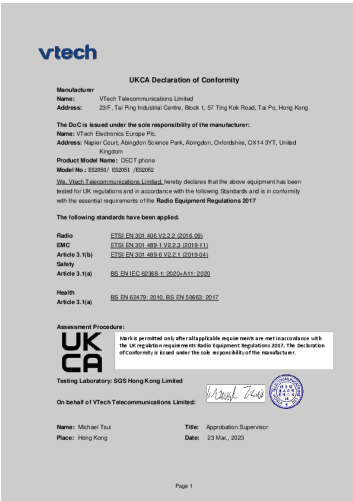 vtech
UKCA Declaration of Conformity
Manufacturer
Name: VTech Telecommunications Limited
Address: 23/F, Tai Ping Industrial Centre, Block 1, 57 Ting Kok Road, Tai Po, Hong Kong
The DoC is issued under the sole responsibility of the manufacturer:
Name: VTech Electronics Europe Plc.
Address: Napier Court, Abingdon Science Park, Abingdon, Oxfordshire, OX14 3YT, United
Kingdom
Product Model Name: DECT phone
Model No.: ES2050/ ES2051 /ES2052
We, Vtech Telecommunications Limited, hereby declares that the above equipment has been
tested for UK regulations and in accordance with the following Standards and is in conformity
with the essential requirements of the Radio Equipment Regulations 2017
The following standards have been applied.
Radio ETSI EN 301 406 V2.2.2 (2016-09)
EMC ETSI EN 301 489-1 V2.2.3 (2019-11)
Article 3.1(b) ETSI EN 301 489-6 V2.2.1 (2019-04)
Safety
Article 3.1(a) BS EN IEC 62368-1: 2020+A11: 2020
Health
BS EN 62479: 2010, BS EN 50663: 2017
Article 3.1(a)
Assessment Procedure:
UK
CA
Mark is permitted only after all applicable requirements are met in accordance with
the UK regulation requirements Radio Equipment Regulations 2017. The Declaration
of Conformity is issued under the sole responsibility of the manufacturer.
Testing Laboratory: SGS Hong Kong Limited
On behalf of VTech Telecommunications Limited:
Name: Michael Tsui Title: Approbation Supervisor
Place: Hong Kong Date: 23 Mar., 2023
Page 1